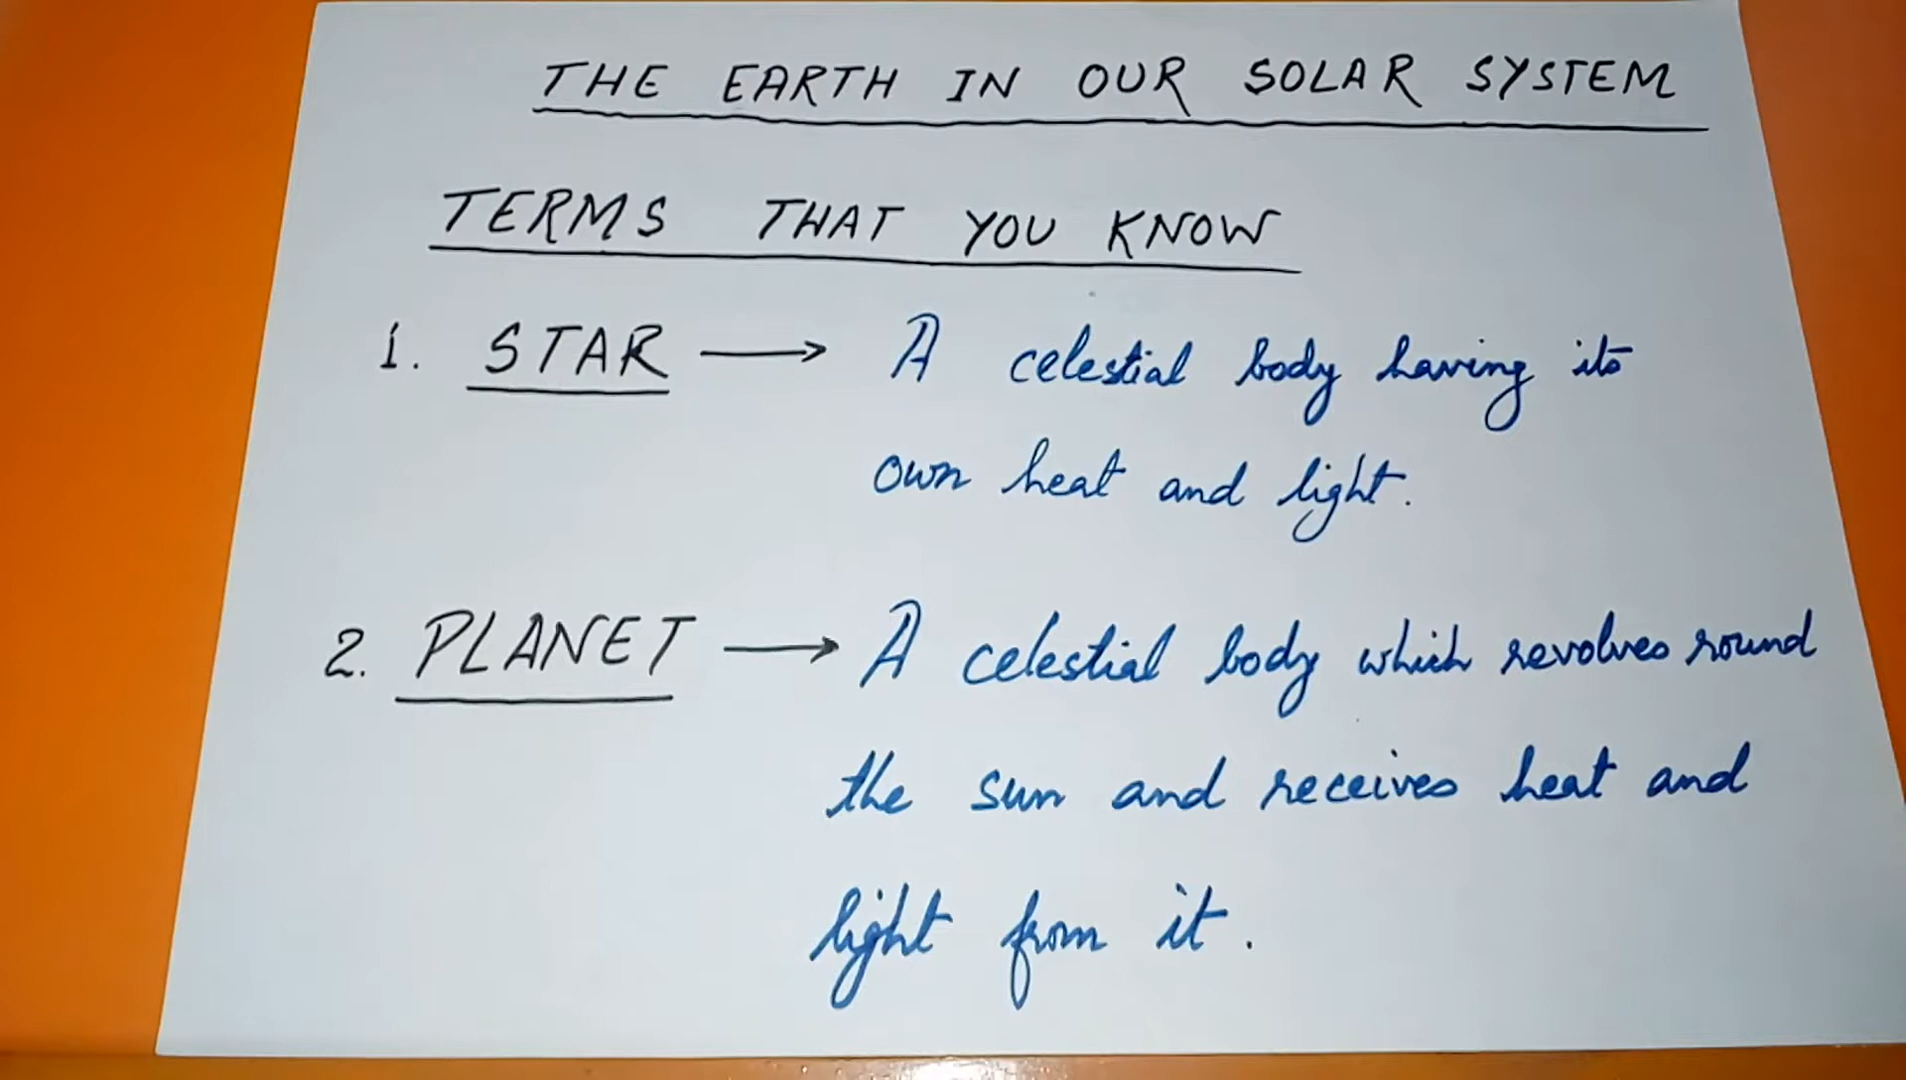 THE EARTH IN OUR SOLAR SYSTEM
TERMS THAT YOU KNOW
1. STAR → A celestial body having its
own heat and light.
2. PLANET → A celestial body which revolves round
the sun and receives heat and
light from it.